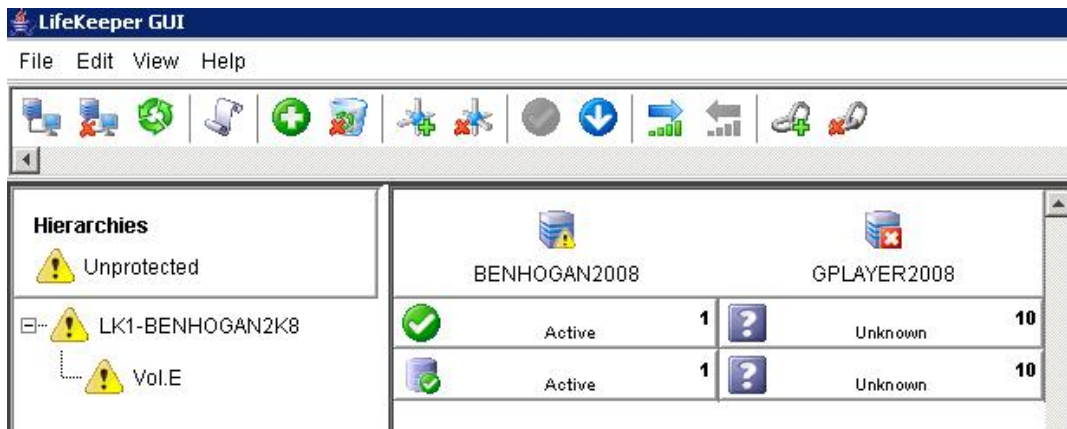 LifeKeeper GUI
File Edit View Help
Hierarchies
Unprotected
BENHOGAN2008 GPLAYER2008
LK1-BENHOGAN2K8 Active 1 Unknown 10
Vol.E Active 1 Unknown 10